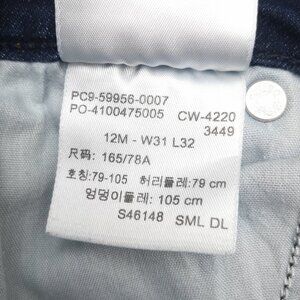 PC9-59956-0007
PO-4100475005 CW-4220
3449
12M - W31 L32
尺码: 165/78A
호칭:79-105 허리둘레:79 cm
엉덩이둘레: 105 cm
S46148 SML DL